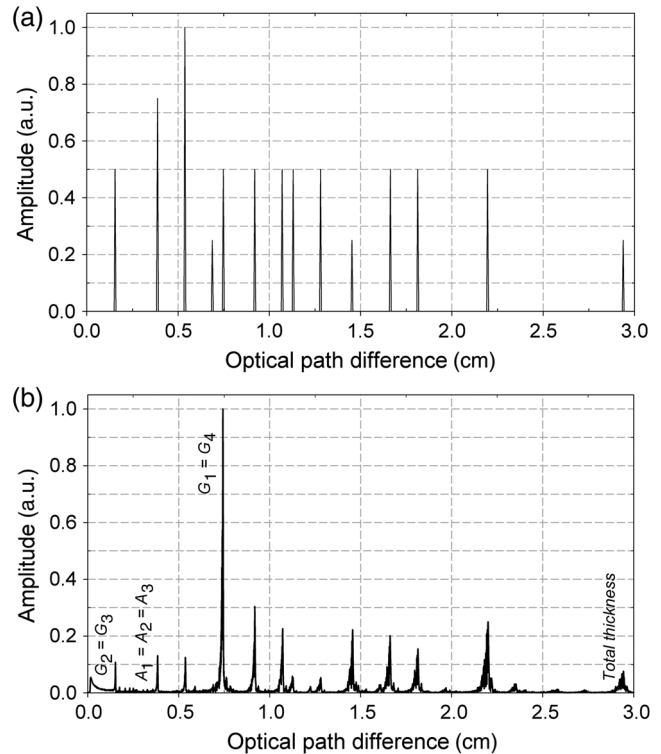 (a)
Amplitude (a.u.)
1.0
0.8
0.6
0.4
0.2
0.0
0.0 0.5 1.0 1.5 2.0 2.5 3.0
Optical path difference (cm)
(b)
Amplitude (a.u.)
1.0
0.8
0.6
0.4
0.2
0.0
G2 = G3
A1 = A2 = A3
G1 = G4
Total thickness
0.0 0.5 1.0 1.5 2.0 2.5 3.0
Optical path difference (cm)